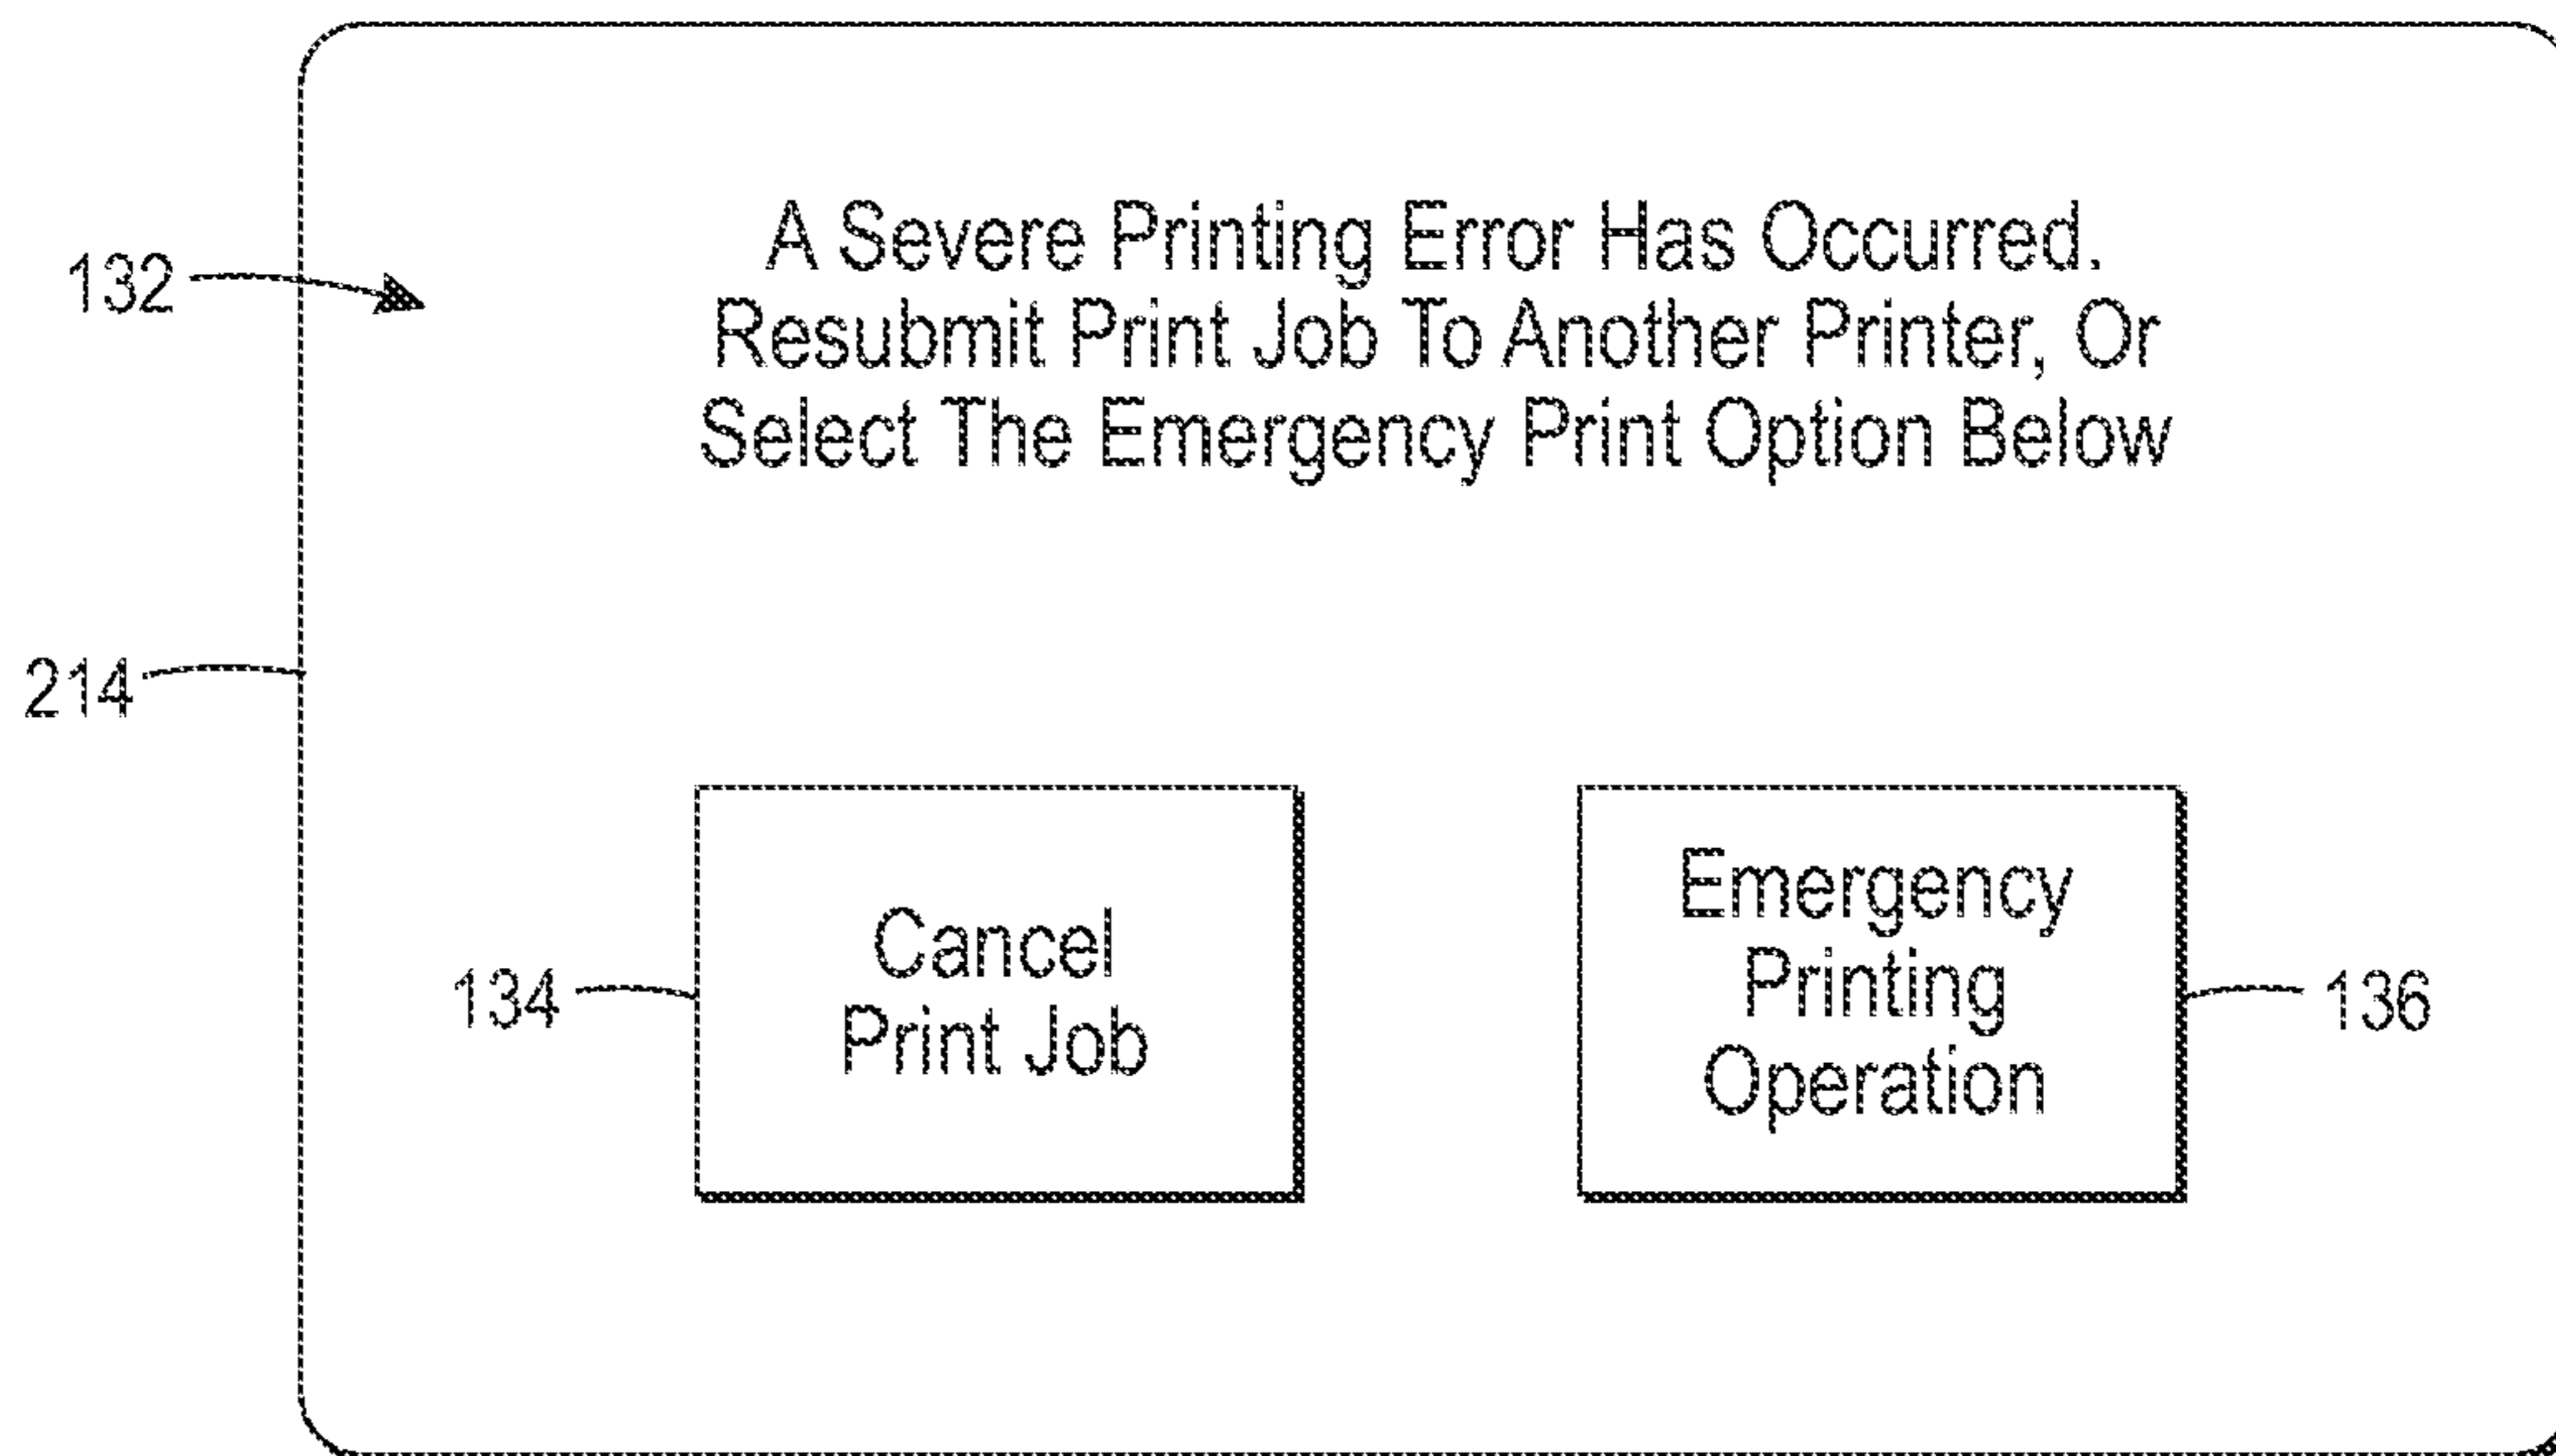 A Severe Printing Error Has Occurred.
Resubmit Print Job To Another Printer, Or
Select The Emergency Print Option Below
132
214
Cancel
Print Job
134
Emergency
Printing
Operation
136